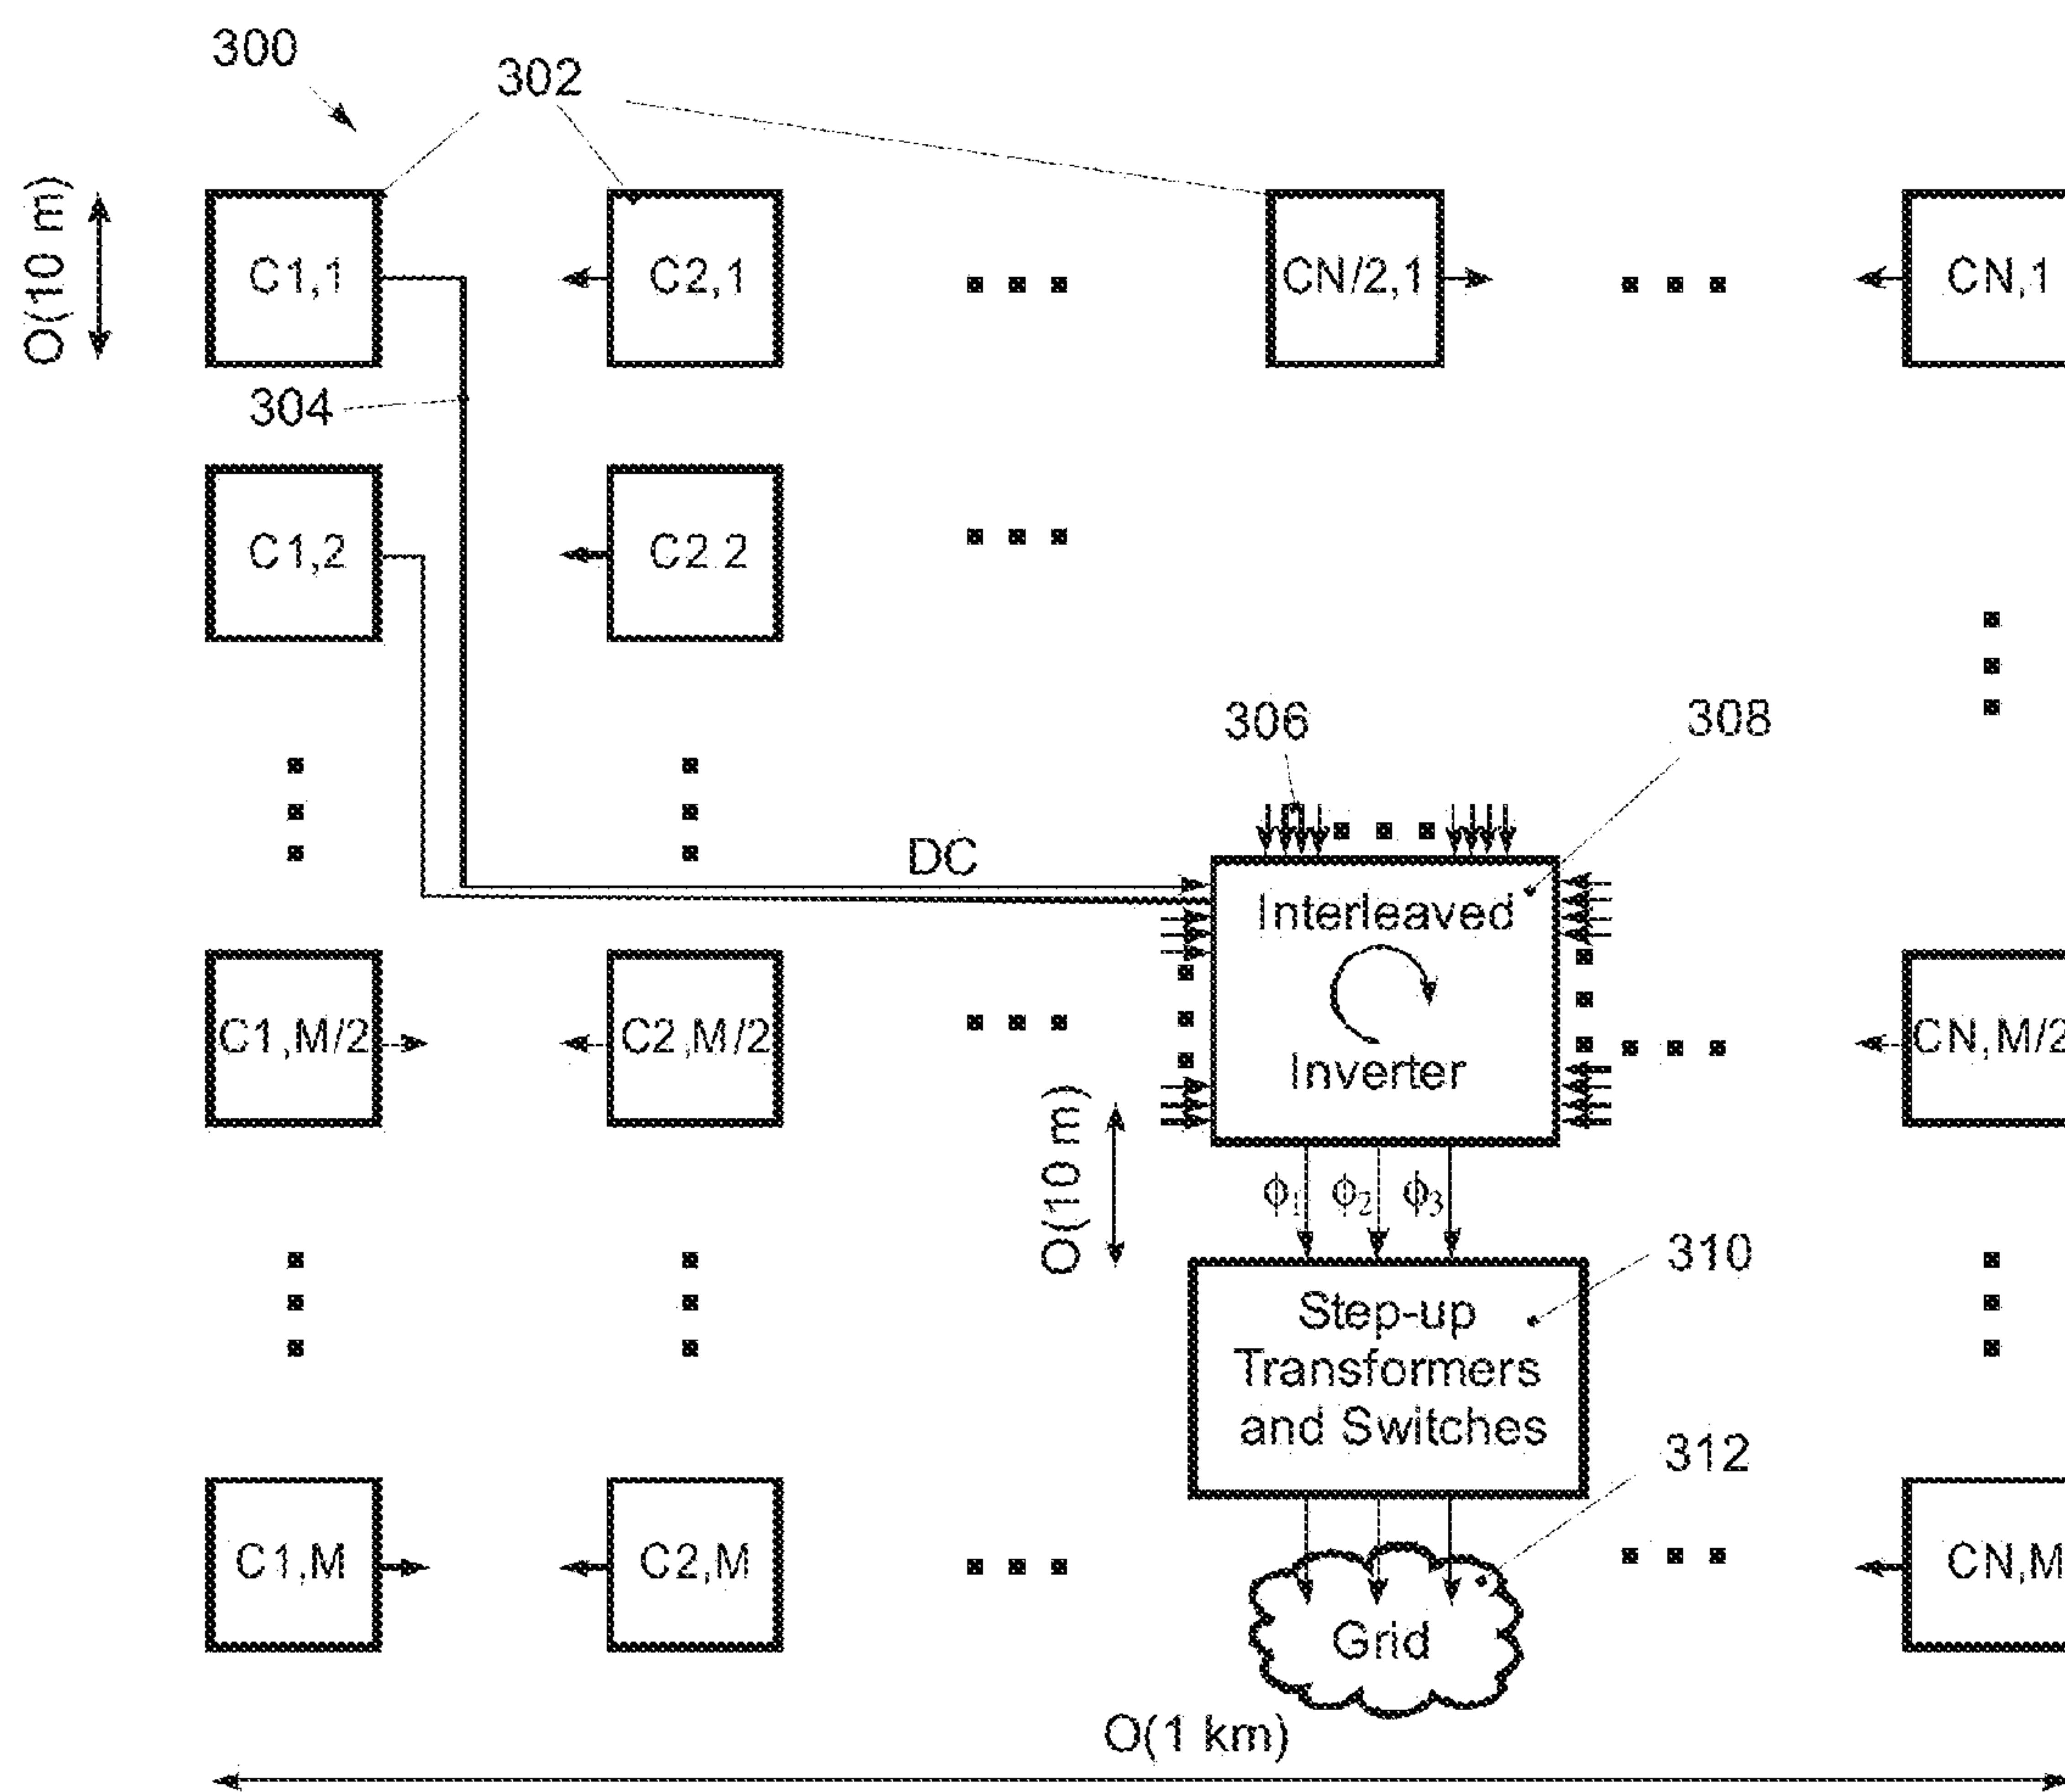 300
302
O(10 m)
C1,1
C2,1
CN/2,1
CN,1
304
C1,2
C2.2
306
308
DC
Interleaved
Inverter
C1,M/2
C2,M/2
CN,M/2
O(10 m)
ϕ1 ϕ2 ϕ3
310
Step-up
Transformers
and Switches
312
C1,M
C2,M
CN,M
Grid
O(1 km)